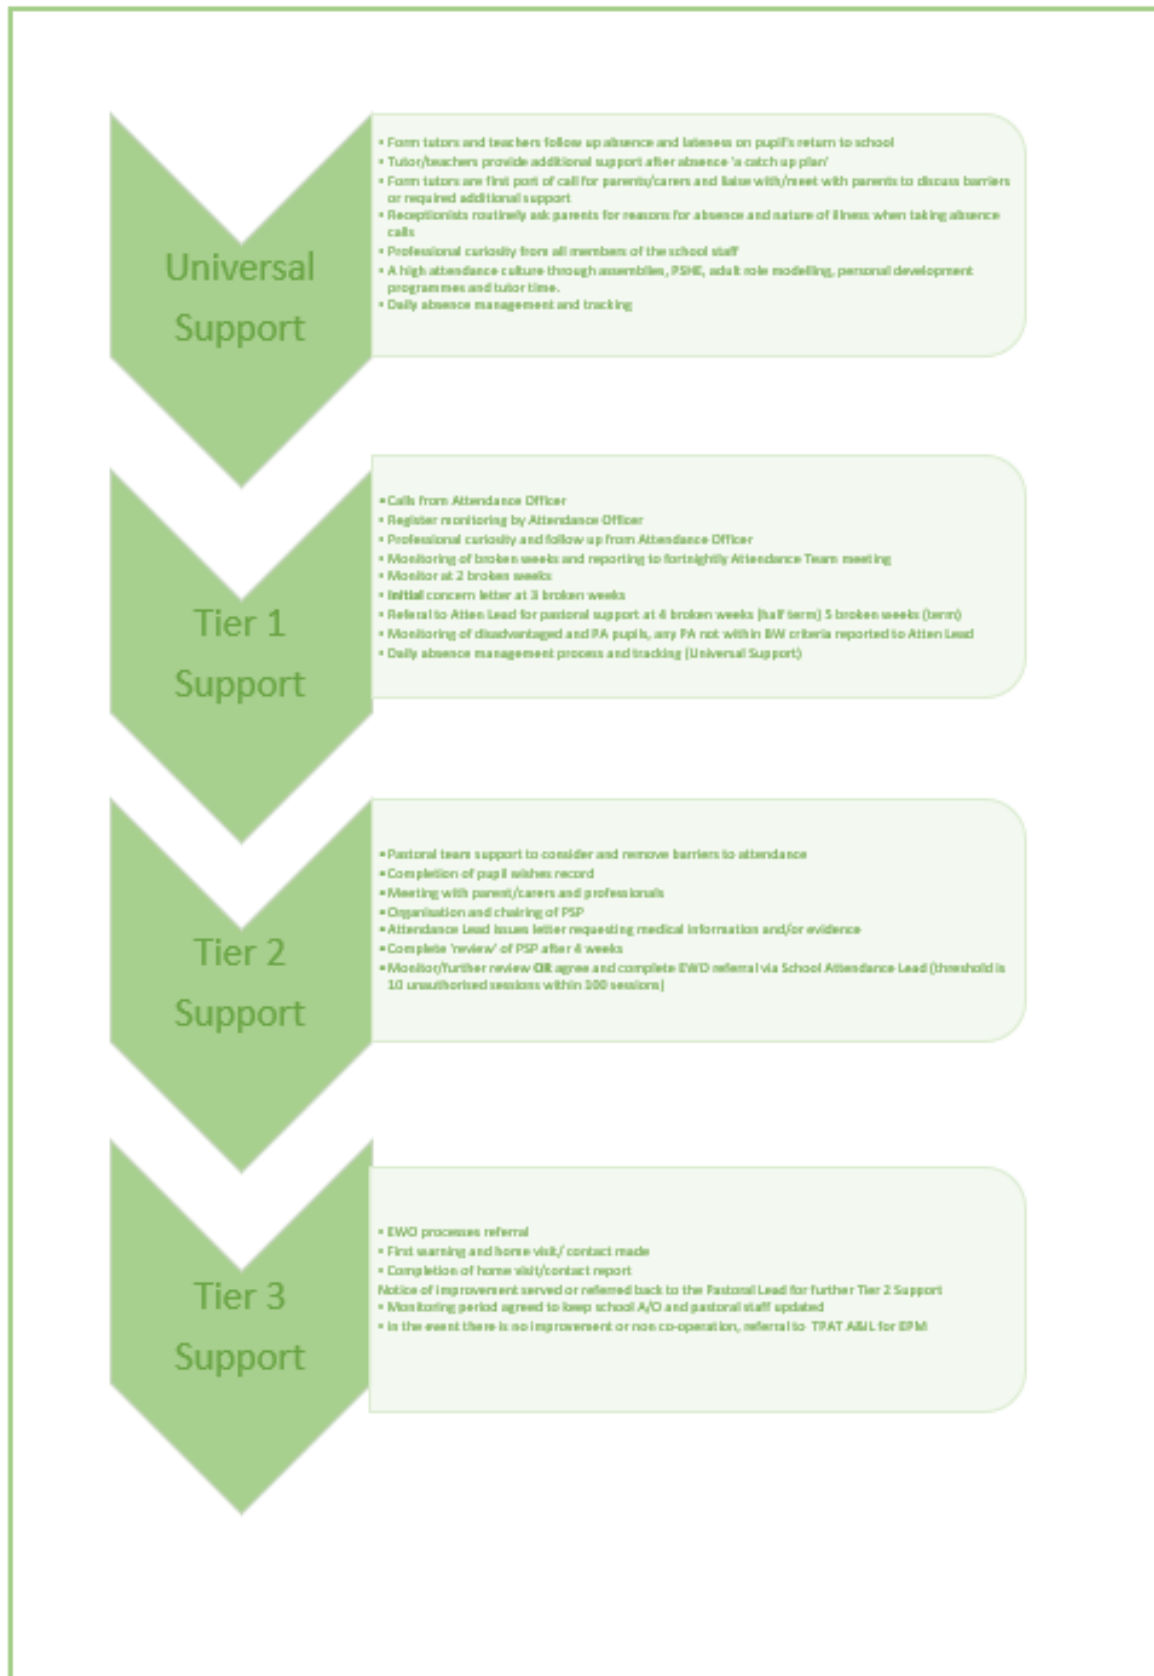 Universal
Support
• Form tutors and teachers follow up absence and lateness on pupil's return to school
• Tutor/teachers provide additional support after absence 'a catch up plan'
• Form tutors are first port of call for parents/carers and liaise with/meet with parents to discuss barriers
or required additional support
• Receptionists routinely ask parents for reasons for absence and nature of illness when taking absence
calls
• Professional curiosity from all members of the school staff
• A high attendance culture through assemblies, PSHE, adult role modelling, personal development
programmes and tutor time.
• Daily absence management and tracking
Tier 1
Support
• Calls from Attendance Officer
• Register monitoring by Attendance Officer
• Professional curiosity and follow up from Attendance Officer
• Monitoring of broken weeks and reporting to fortnightly Attendance Team meeting
• Monitor at 2 broken weeks
• Initial concern letter at 3 broken weeks
• Referal to Atten Lead for pastoral support at 4 broken weeks (half term) 5 broken weeks (term)
• Monitoring of disadvantaged and PA pupils, any PA not within BW criteria reported to Atten Lead
• Daily absence management process and tracking (Universal Support)
Tier 2
Support
• Pastoral team support to consider and remove barriers to attendance
• Completion of pupil wishes record
• Meeting with parent/carers and professionals
• Organisation and chairing of PSP
• Attendance Lead issues letter requesting medical information and/or evidence
• Complete 'review' of PSP after 4 weeks
• Monitor/further review OR agree and complete EWO referral via School Attendance Lead (threshold is
10 unauthorised sessions within 100 sessions)
Tier 3
Support
• EWO processes referral
• First warning and home visit/ contact made
• Completion of home visit/contact report
Notice of improvement served or referred back to the Pastoral Lead for further Tier 2 Support
• Monitoring period agreed to keep school A/O and pastoral staff updated
• in the event there is no improvement or non co-operation, referral to TPAT A&IL for EPM